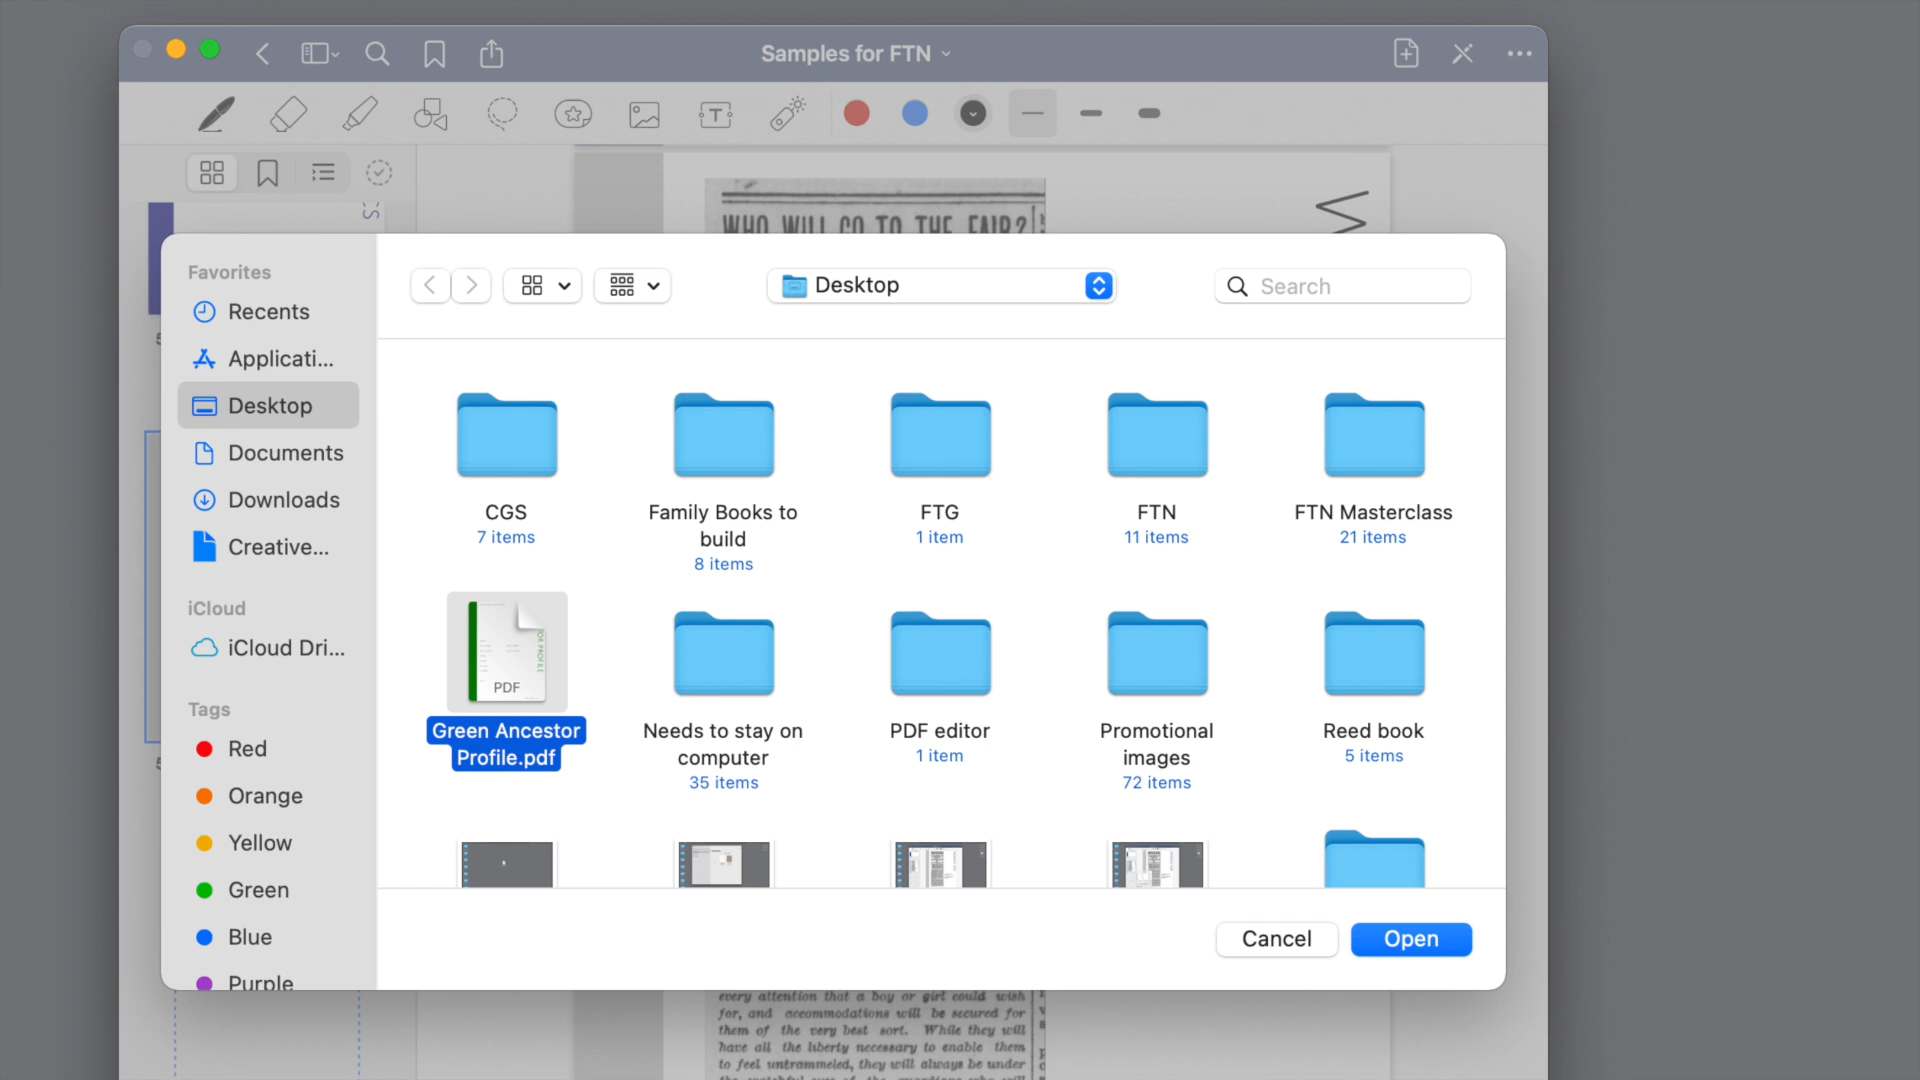 Samples for FTN
T
WHO WILL GO TO THE FAIR?
Favorites
Recents
Applicati...
Desktop
Documents
Downloads
Creative...
iCloud
iCloud Dri...
Tags
Red
Orange
Yellow
Green
Blue
Purple
Desktop
Search
CGS
7 items
Family Books to
build
8 items
FTG
1 item
FTN
11 items
FTN Masterclass
21 items
PDF
Green Ancestor
Profile.pdf
Needs to stay on
computer
35 items
PDF editor
1 item
Promotional
images
72 items
Reed book
5 items
Cancel
Open
every attention that a boy or girl could wish
for, and accommodations will be secured for
them of the very best sort. While they will
have all the liberty necessary to enable them
to feel untrammeled, they will always be under